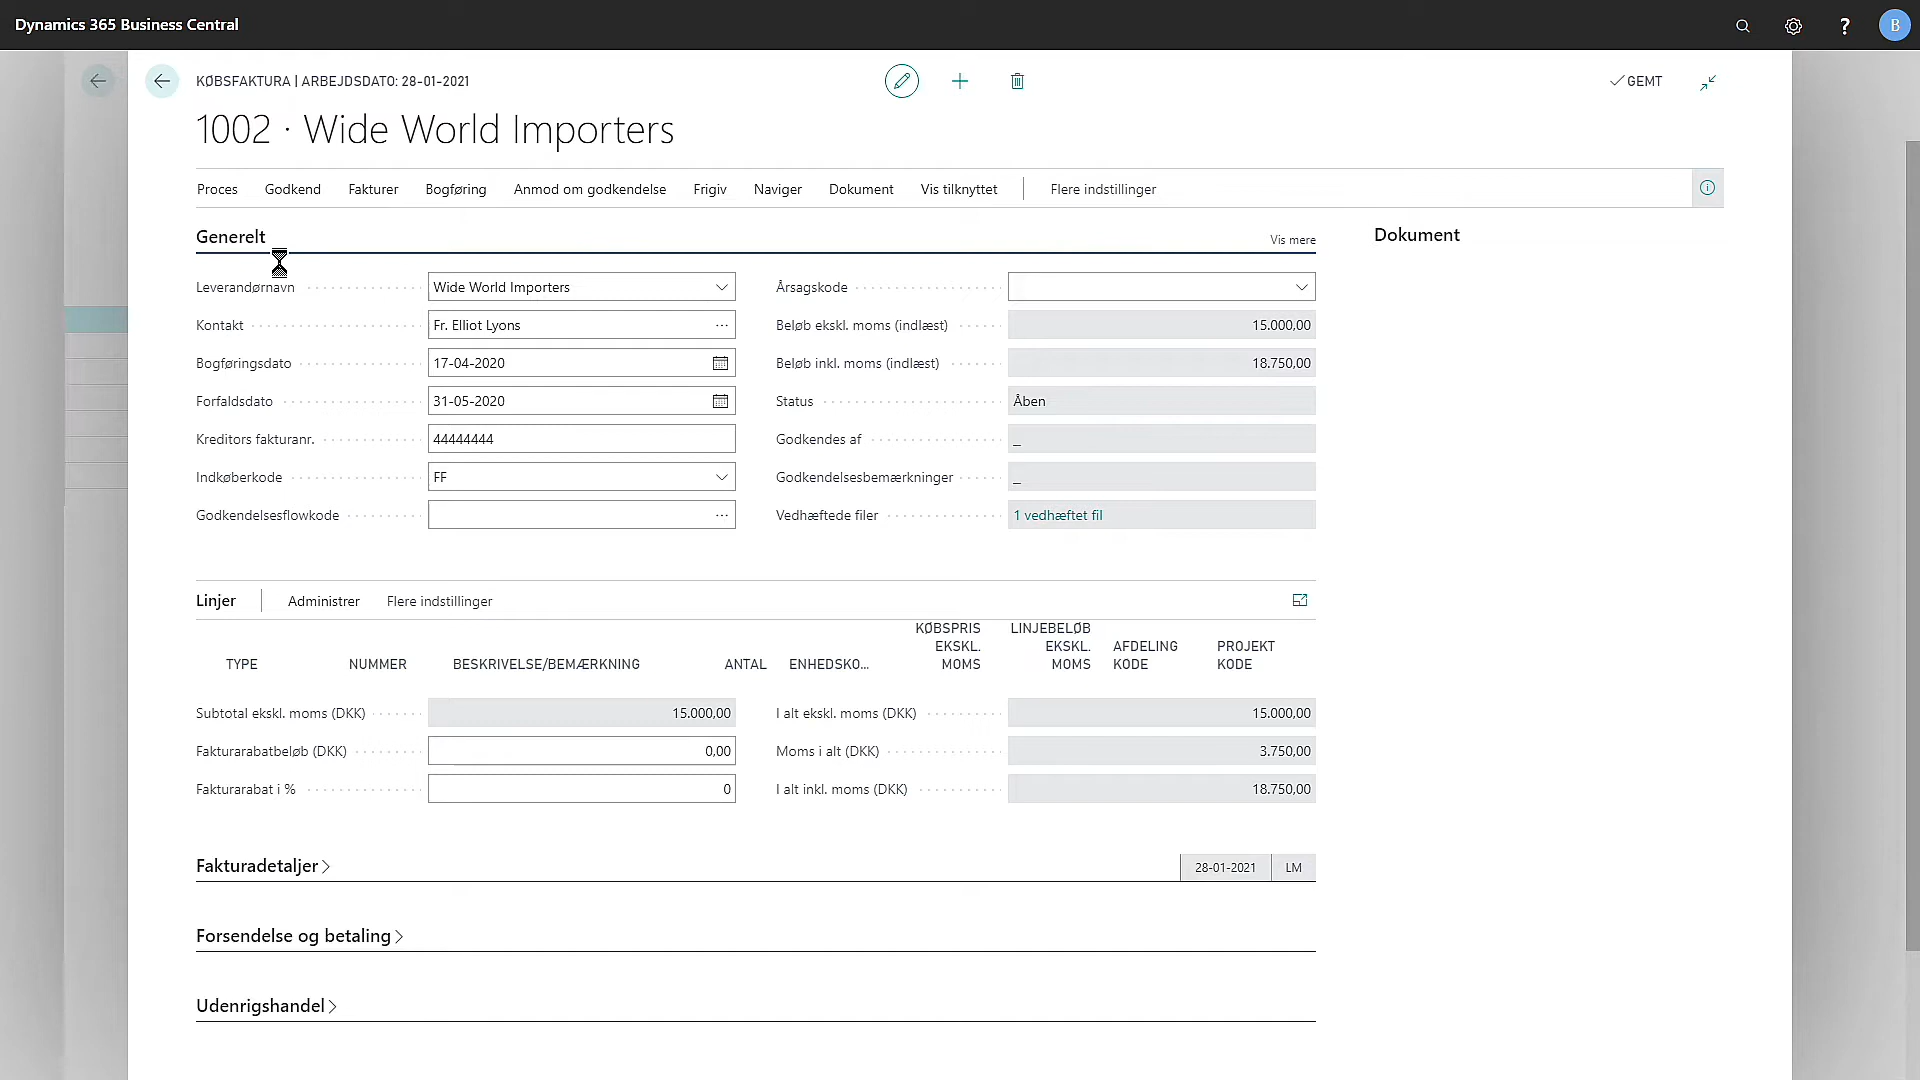 Dynamics 365 Business Central
?
B
KØBSFAKTURA | ARBEJDSDATO: 28-01-2021
GEMT
1002 · Wide World Importers
Proces Godkend Fakturer Bogføring Anmod om godkendelse Frigiv Naviger Dokument Vis tilknyttet Flere indstillinger
Generelt
Vis mere
Dokument
Leverandørnavn Wide World Importers
Årsagskode
Kontakt Fr. Elliot Lyons
Beløb ekskl. moms (indlæst) 15.000,00
Bogføringsdato 17-04-2020
Beløb inkl. moms (indlæst) 18.750,00
Forfaldsdato 31-05-2020
Status Åben
Kreditors fakturanr. 44444444
Godkendes af _
Indkøberkode FF
Godkendelsesbemærkninger _
Godkendelsesflowkode
Vedhæftede filer 1 vedhæftet fil
Linjer Administrer Flere indstillinger
TYPE
NUMMER
BESKRIVELSE/BEMÆRKNING
ANTAL
ENHEDSKO...
KØBSPRIS
EKSKL.
MOMS
LINJEBELØB
EKSKL.
MOMS
AFDELING
KODE
PROJEKT
KODE
Subtotal ekskl. moms (DKK) 15.000,00
I alt ekskl. moms (DKK) 15.000,00
Fakturarabatbeløb (DKK) 0,00
Moms i alt (DKK) 3.750,00
Fakturarabat i % 0
I alt inkl. moms (DKK) 18.750,00
Fakturadetaljer
28-01-2021 LM
Forsendelse og betaling
Udenrigshandel